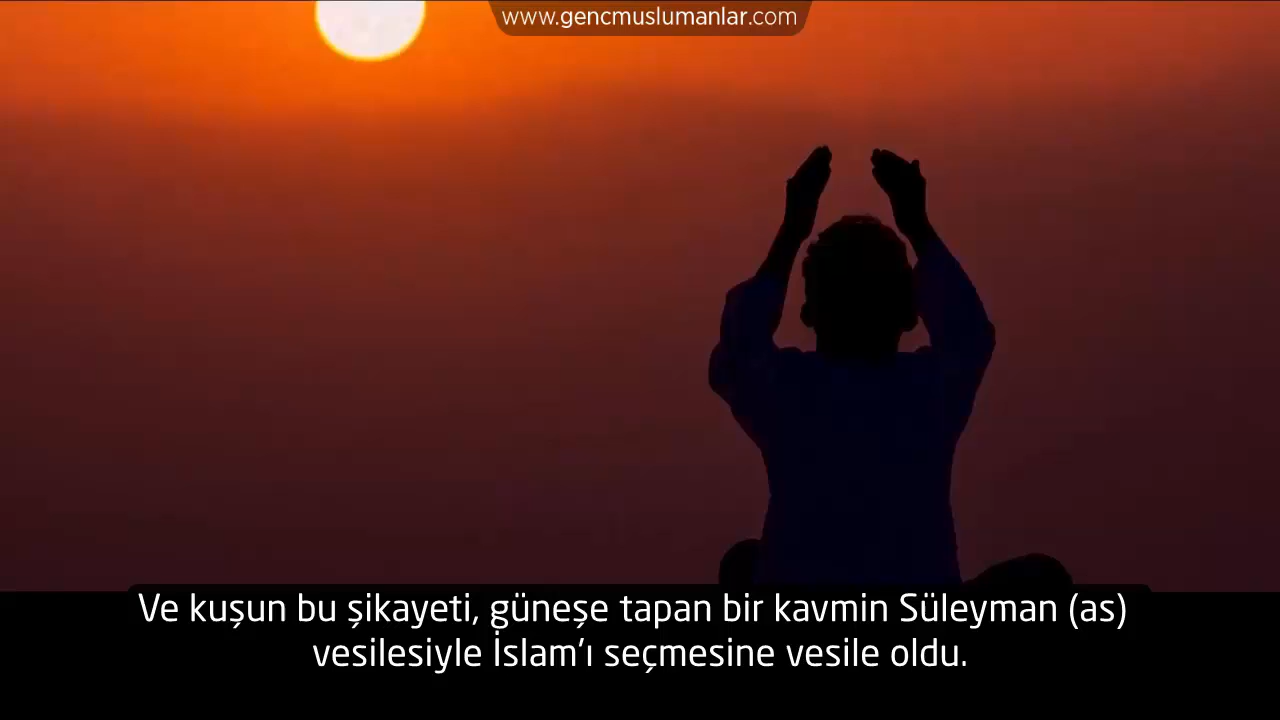 www.gencmuslumanlar.com
Ve kuşun bu şikayeti, güneşe tapan bir kavmin Süleyman (as)
vesilesiyle İslam'ı seçmesine vesile oldu.